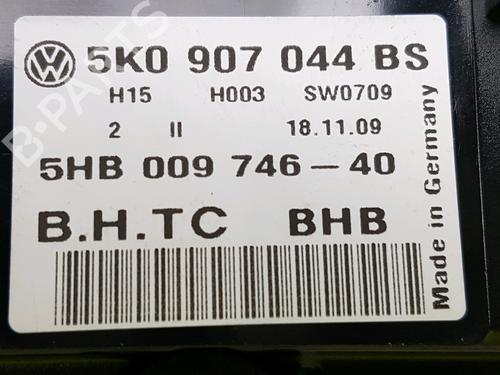 5K0 907 044 BS
H15 H003 SW0709
2 II 18.11.09
5HB 009 746-40
B.H.TC BHB
Made in Germany
B-PARTS